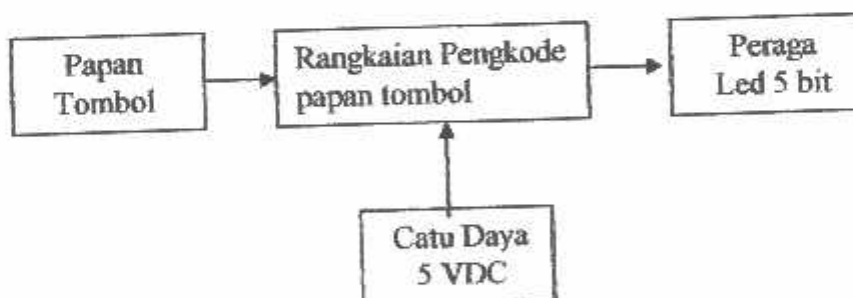 Papan
Tombol
Rangkaian Pengkode
papan tombol
Peraga
Led 5 bit
Catu Daya
5 VDC